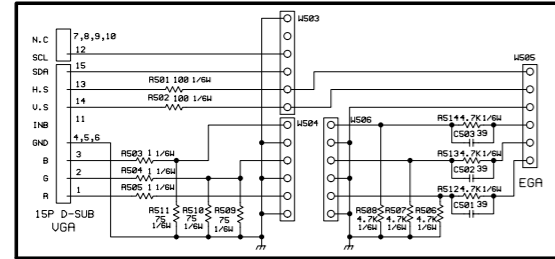 W503
N.C 7,8,9,10
SCL 12
SDA 15
H.S 13
V.S 14
INB 11
GND 4,5,6
B 3
G 2
R 1
15P D-SUB
VGA
R501 100 1/6W
R502 100 1/6W
W504
W506
W505
R503 1 1/6W
R504 1 1/6W
R505 1 1/6W
R511
75
1/6W
R510
75
1/6W
R509
75
1/6W
R508
4.7K
1/6W
R507
4.7K
1/6W
R506
4.7K
1/6W
R514 4.7K 1/6W
C503 39
R513 4.7K 1/6W
C502 39
R512 4.7K 1/6W
C501 39
EGA